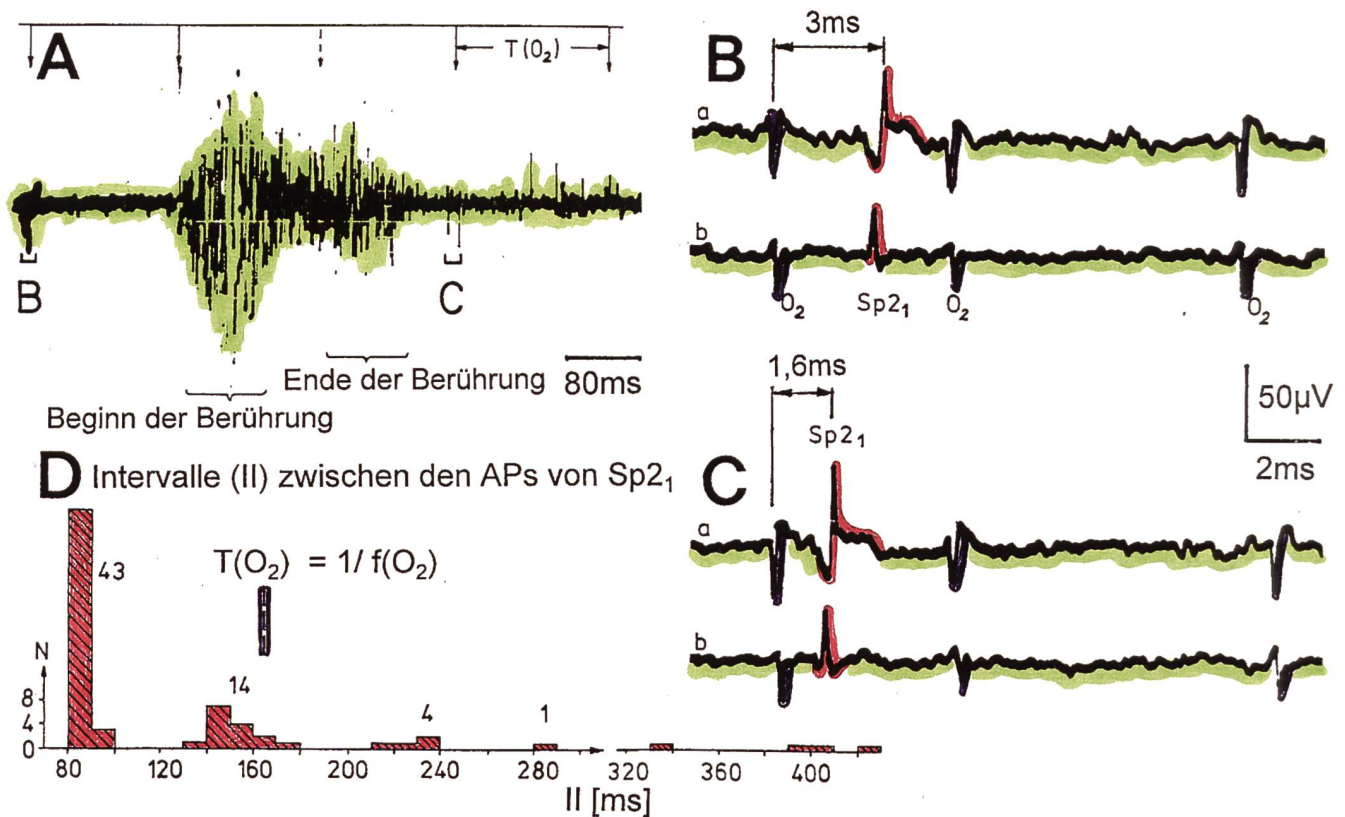 A
T(O₂)
B
C
Ende der Berührung
80ms
Beginn der Berührung
B
3ms
a
b
O₂
Sp2₁
O₂
O₂
1,6ms
Sp2₁
50µV
2ms
C
a
b
D Intervalle (II) zwischen den APs von Sp2₁
T(O₂) = 1/ f(O₂)
43
N
14
8
4
4
1
0
80
120
160
200
240
280
320
360
400
II [ms]